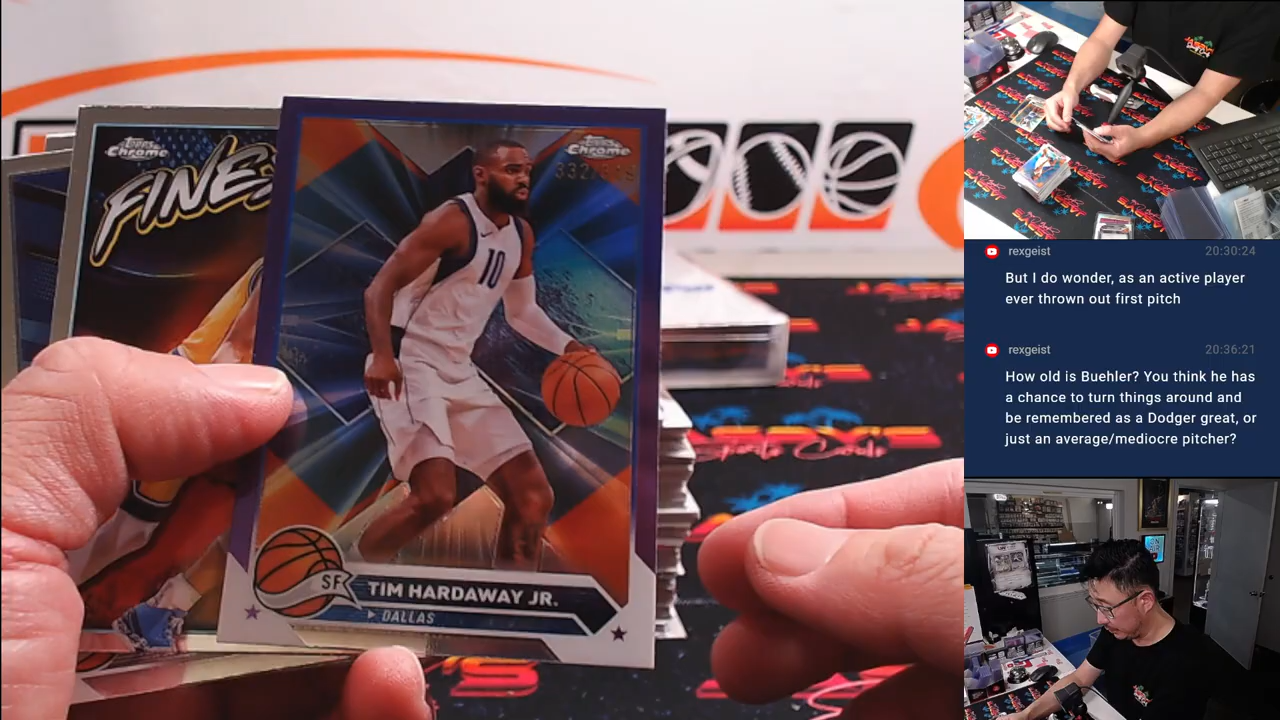 Topps
Chrome
FINES
Topps
Chrome
10
SF
TIM HARDAWAY JR.
DALLAS
rexgeist 20:30:24
But I do wonder, as an active player
ever thrown out first pitch
rexgeist 20:36:21
How old is Buehler? You think he has
a chance to turn things around and
be remembered as a Dodger great, or
just an average/mediocre pitcher?